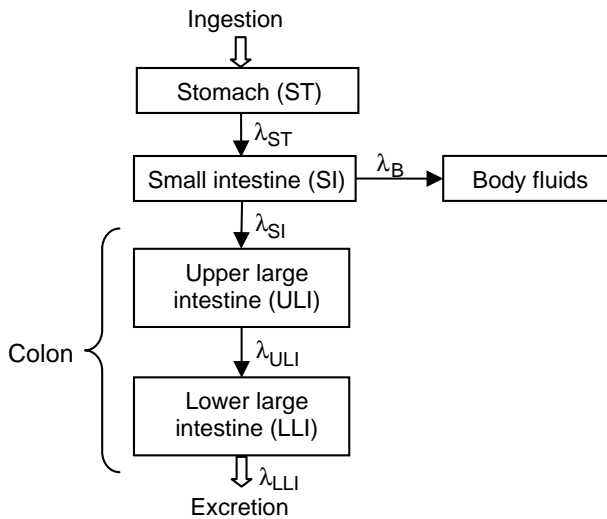 Ingestion
Stomach (ST)
λST
Small intestine (SI)
λB
Body fluids
λSI
Upper large
intestine (ULI)
Colon
λULI
Lower large
intestine (LLI)
λLLI
Excretion